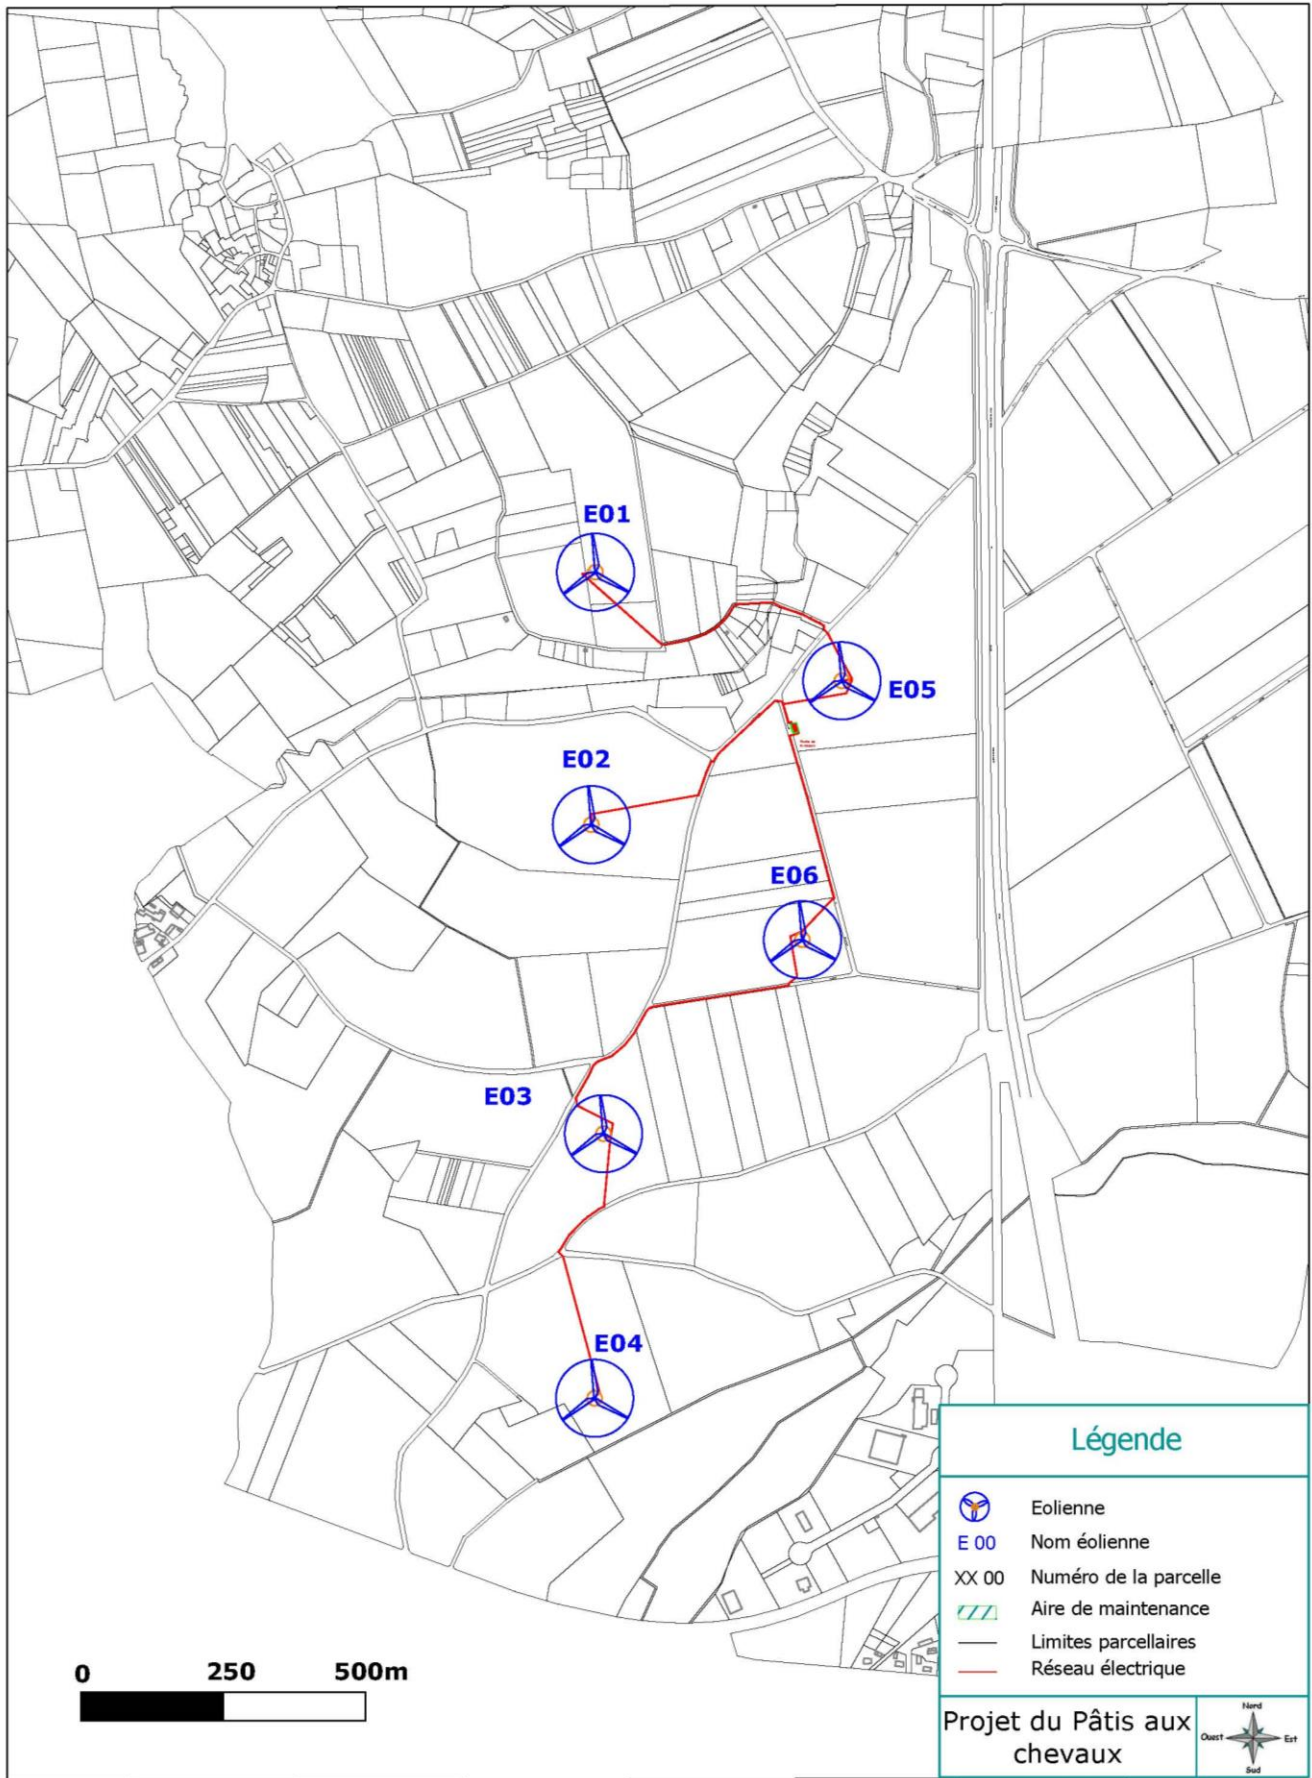 E01
E05
E02
E06
E03
E04
Légende
Eolienne
E 00 Nom éolienne
XX 00 Numéro de la parcelle
Aire de maintenance
Limites parcellaires
Réseau électrique
0 250 500m
Projet du Pâtis aux
chevaux
Nord
Ouest Est
Sud